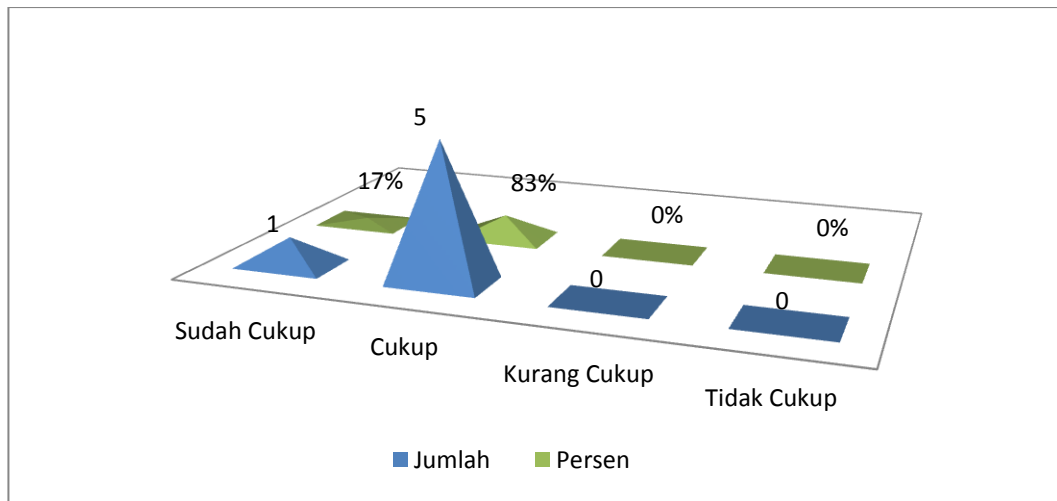 5
17%
83%
0%
0%
1
0
0
Sudah Cukup
Cukup
Kurang Cukup
Tidak Cukup
Jumlah
Persen